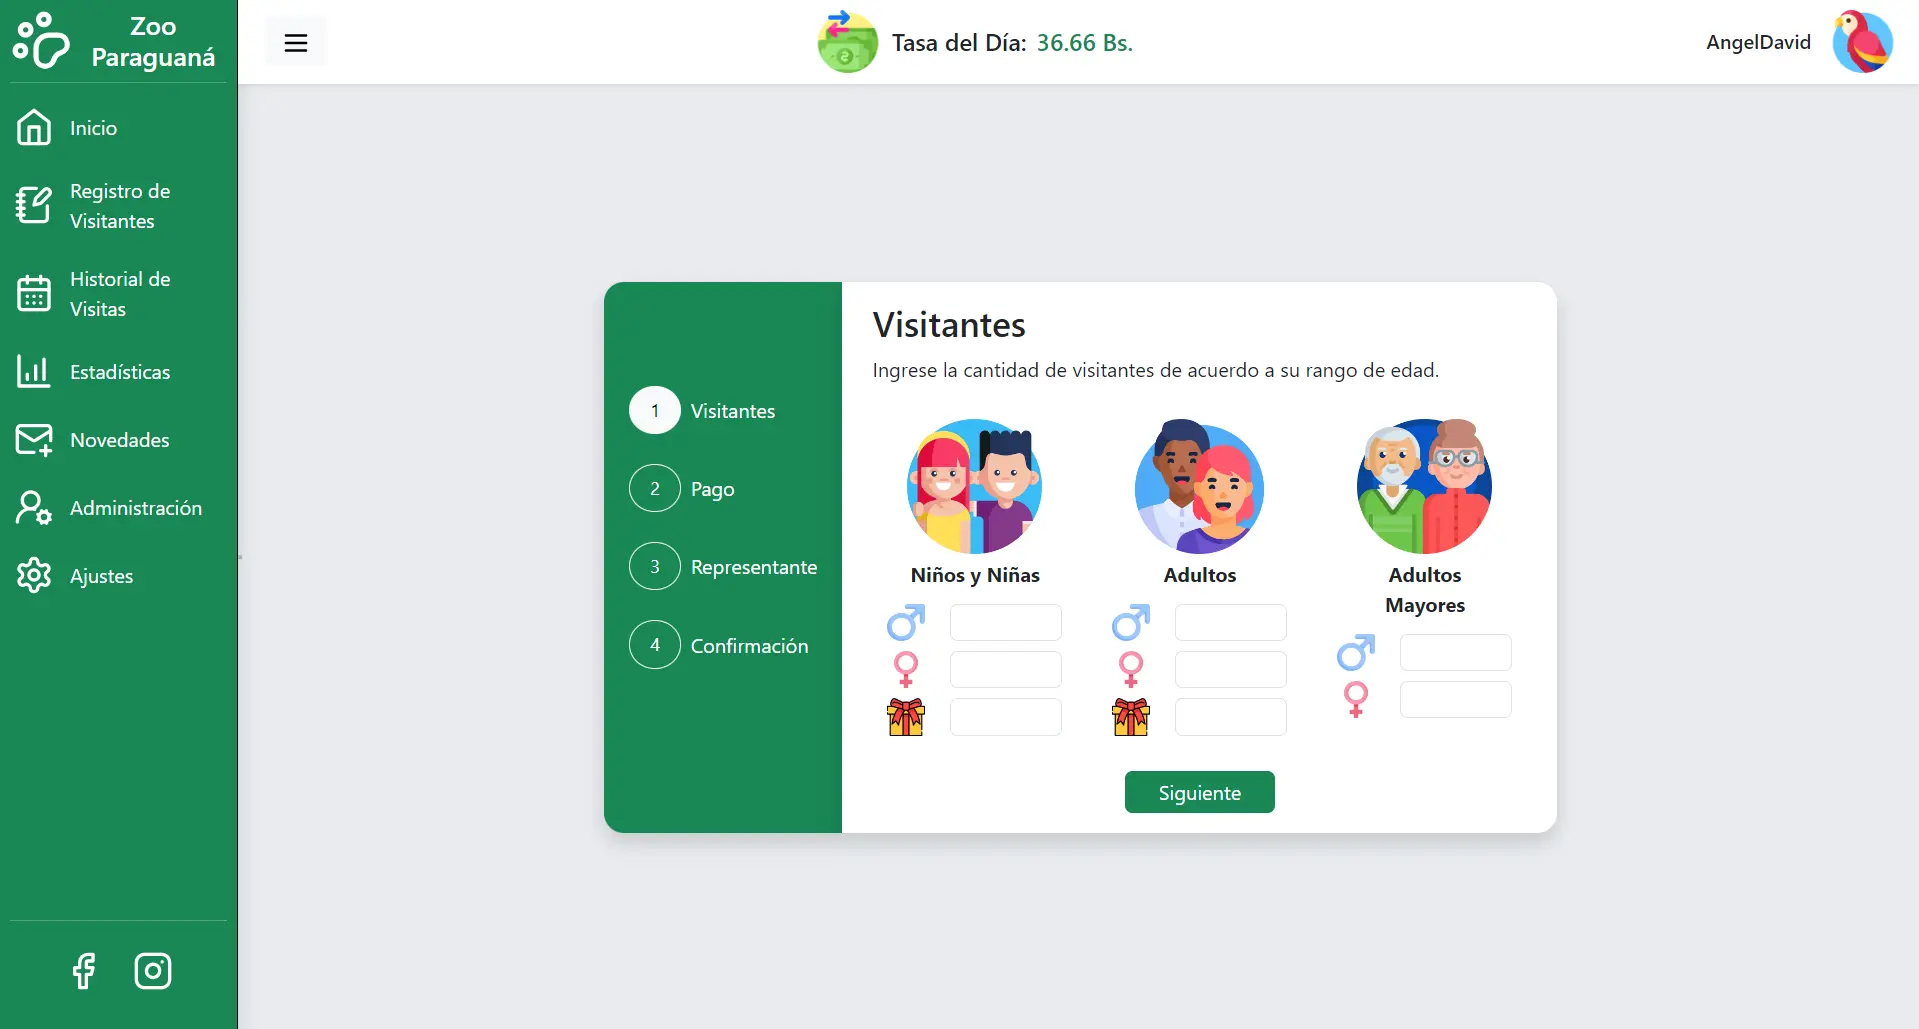 Zoo
Paraguaná
Tasa del Día: 36.66 Bs.
AngelDavid
Inicio
Registro de
Visitantes
Historial de
Visitas
Estadísticas
Novedades
Administración
Ajustes
1 Visitantes
2 Pago
3 Representante
4 Confirmación
Visitantes
Ingrese la cantidad de visitantes de acuerdo a su rango de edad.
Niños y Niñas
Adultos
Adultos
Mayores
Siguiente